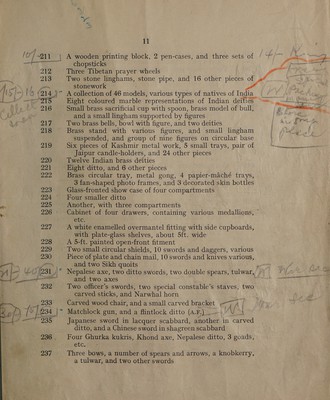 11
10/- 211 A wooden printing block, 2 pen-cases, and three sets of
chopsticks
212 Three Tibetan prayer wheels
213 Two stone linghams, stone pipe, and 16 other pieces of
stonework
214 * A collection of 46 models, various types of natives of India
215 Eight coloured marble representations of Indian deities
216 Small brass sacrificial cup with spoon, brass model of bull,
and a small lingham supported by figures
217 Two brass bells, bowl with figure, and two deities
218 Brass stand with various figures, and small lingham
suspended, and group of nine figures on circular base
219 Six pieces of Kashmir metal work, 5 small trays, pair of
Jaipur candle-holders, and 24 other pieces
220 Twelve Indian brass deities
221 Eight ditto, and 6 other pieces
222 Brass circular tray, metal gong, 4 papier-mâché trays,
3 fan-shaped photo frames, and 3 decorated skin bottles
223 Glass-fronted show case of four compartments
224 Four smaller ditto
225 Another, with three compartments
226 Cabinet of four drawers, containing various medallions,
etc.
227 A white enamelled overmantel fitting with side cupboards,
with plate-glass shelves, about 5ft. wide
228 A 5-ft. painted open-front fitment
229 Two small circular shields, 10 swords and daggers, various
230 Piece of plate and chain mail, 10 swords and knives, various,
and two Sikh quoits
231 * Nepalese axe, two ditto swords, two double spears, tulwar,
and two axes
232 Two officer's swords, two special constable's staves, two
carved sticks, and Narwhal horn
233 Carved wood chair, and a small carved bracket
234 * Matchlock gun, and a flintlock ditto (A.F.)
235 Japanese sword in lacquer scabbard, another in carved
ditto, and a Chinese sword in shagreen scabbard
236 Four Ghurka kukris, Khond axe, Nepalese ditto, 3 goads,
etc.
237 Three bows, a number of spears and arrows, a knobkerry,
a tulwar, and two other swords